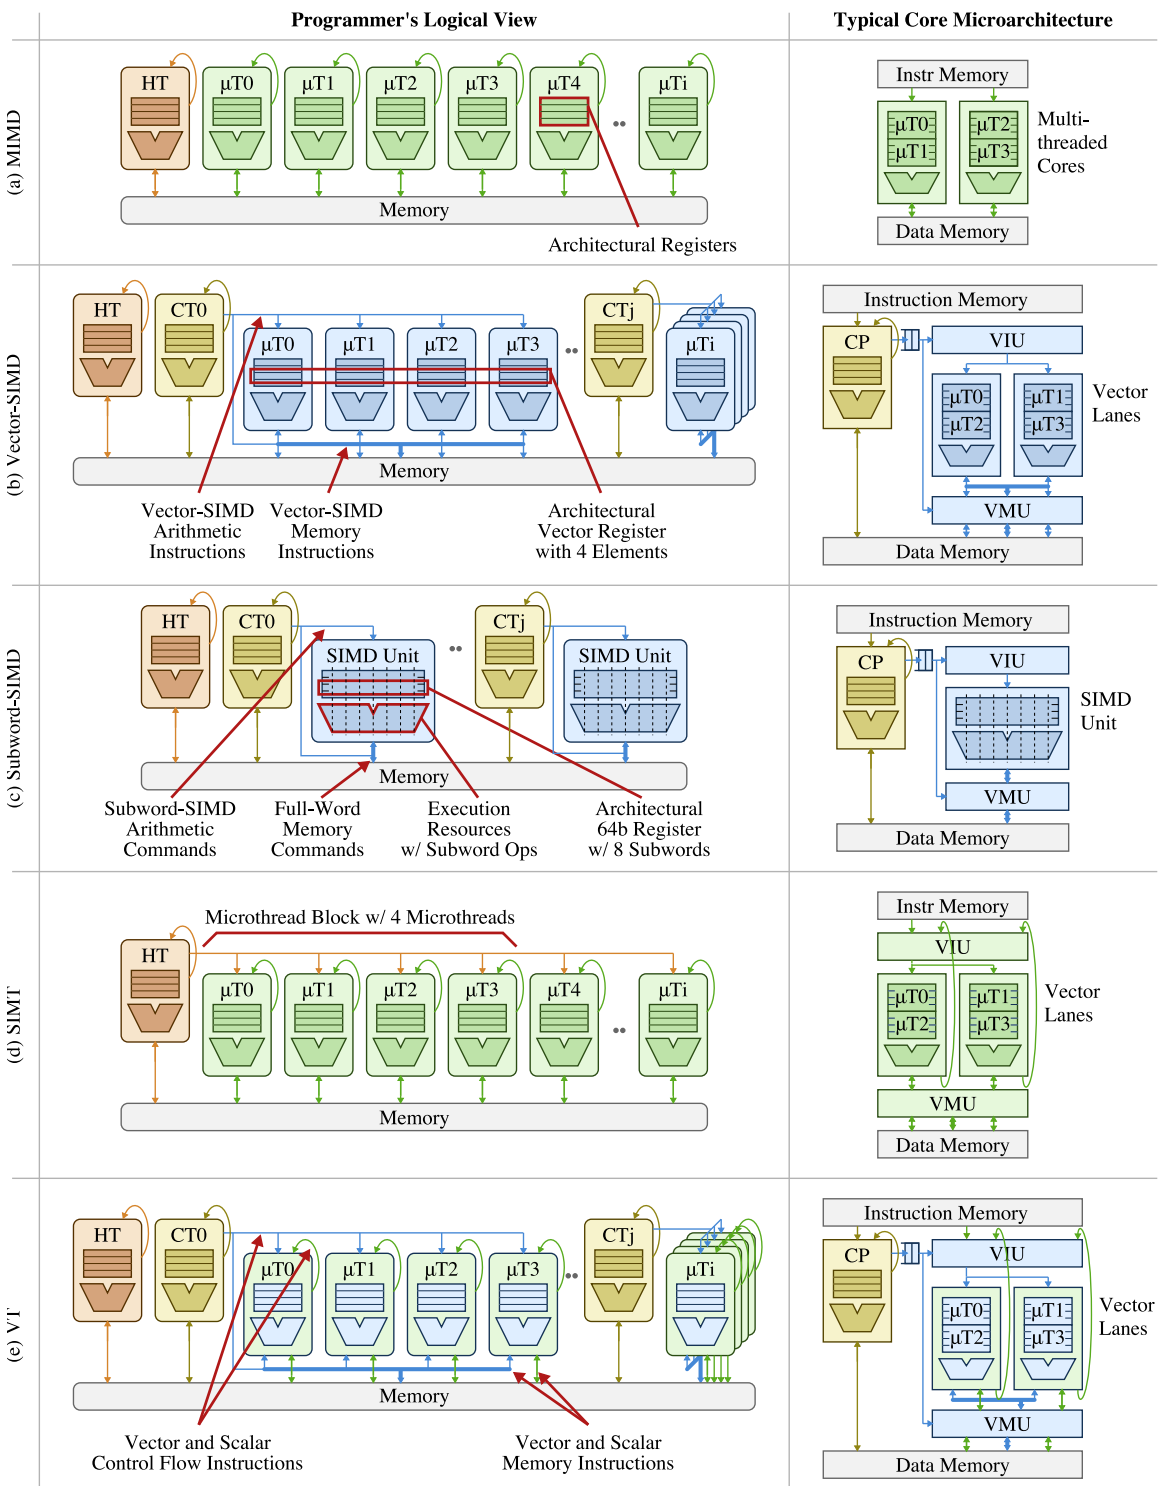 Programmer's Logical View
Typical Core Microarchitecture
(a) MIMD
HT
μT0
μT1
μT2
μT3
μT4
μTi
Memory
Architectural Registers
Instr Memory
μT0
μT1
μT2
μT3
Multi-
threaded
Cores
Data Memory
(b) Vector-SIMD
HT
CT0
μT0
μT1
μT2
μT3
CTj
μTi
Memory
Vector-SIMD
Arithmetic
Instructions
Vector-SIMD
Memory
Instructions
Architectural
Vector Register
with 4 Elements
Instruction Memory
CP
VIU
μT0
μT2
μT1
μT3
Vector
Lanes
VMU
Data Memory
(c) Subword-SIMD
HT
CT0
SIMD Unit
CTj
SIMD Unit
Memory
Subword-SIMD
Arithmetic
Commands
Full-Word
Memory
Commands
Execution
Resources
w/ Subword Ops
Architectural
64b Register
w/ 8 Subwords
Instruction Memory
CP
VIU
SIMD
Unit
VMU
Data Memory
(d) SIMT
Microthread Block w/ 4 Microthreads
HT
μT0
μT1
μT2
μT3
μT4
μTi
Memory
Instr Memory
VIU
μT0
μT2
μT1
μT3
Vector
Lanes
VMU
Data Memory
(e) VT
HT
CT0
μT0
μT1
μT2
μT3
CTj
μTi
Memory
Vector and Scalar
Control Flow Instructions
Vector and Scalar
Memory Instructions
Instruction Memory
CP
VIU
μT0
μT2
μT1
μT3
Vector
Lanes
VMU
Data Memory